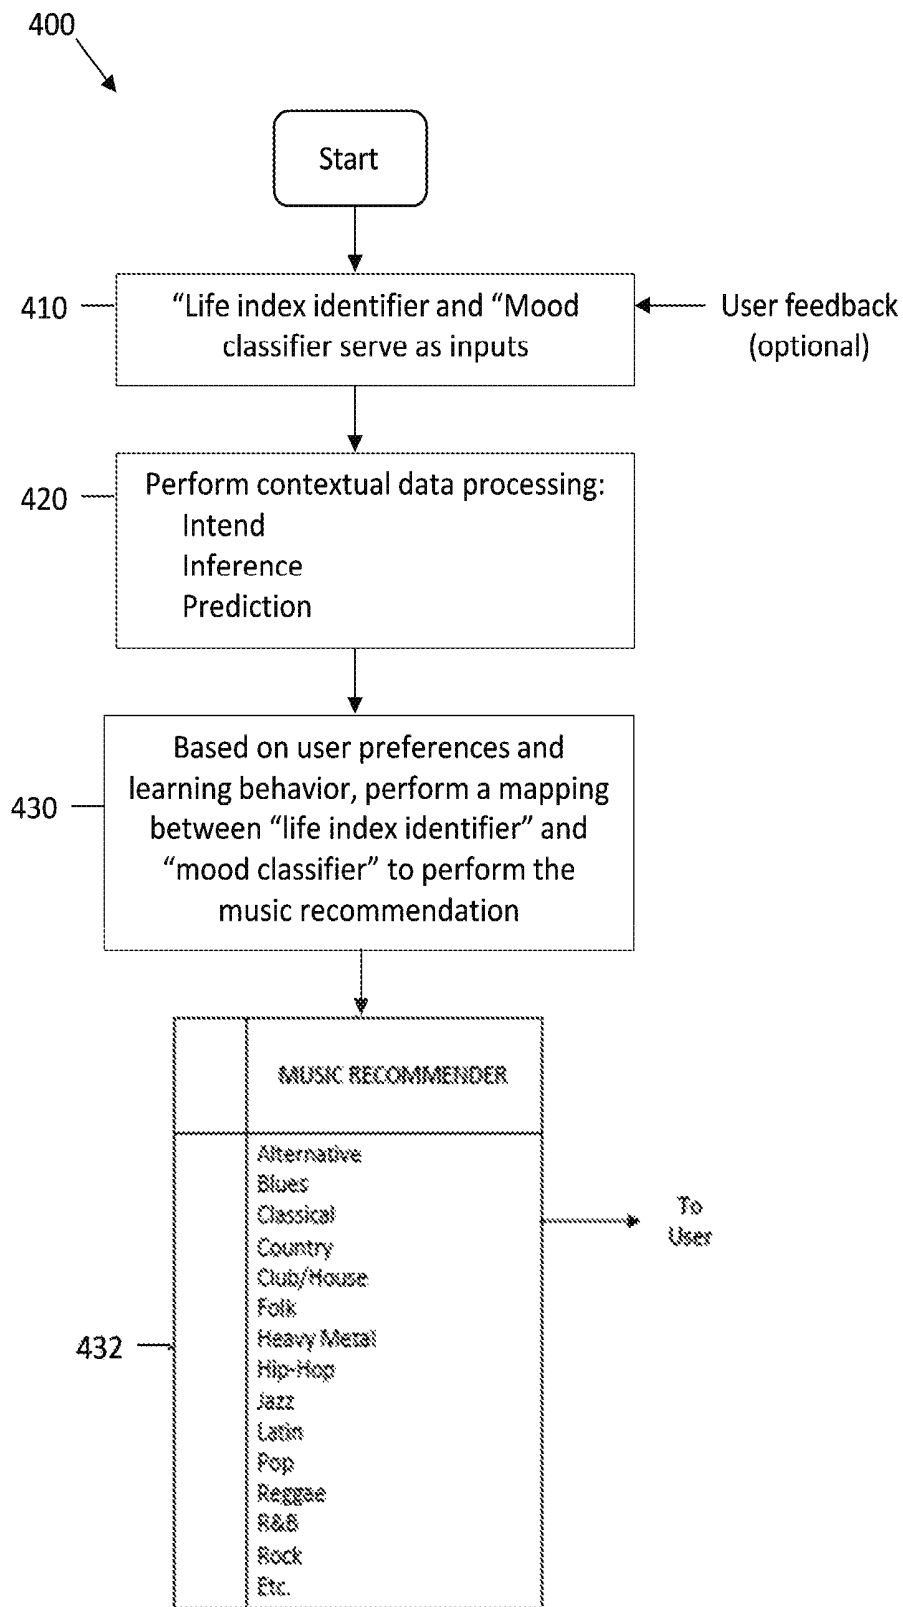 400
Start
410
“Life index identifier and “Mood
classifier serve as inputs
User feedback
(optional)
420
Perform contextual data processing:
Intend
Inference
Prediction
430
Based on user preferences and
learning behavior, perform a mapping
between “life index identifier” and
“mood classifier” to perform the
music recommendation
MUSIC RECOMMENDER
Alternative
Blues
Classical
Country
Club/House
Folk
Heavy Metal
Hip-Hop
Jazz
Latin
Pop
Reggae
R&B
Rock
Etc.
432
To
User